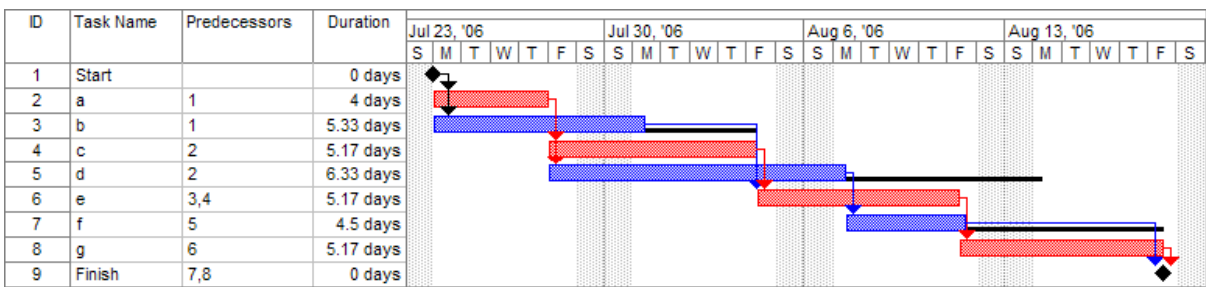 ID Task Name Predecessors Duration
Jul 23, '06 Jul 30, '06 Aug 6, '06 Aug 13, '06
S M T W T F S S M T W T F S S M T W T F S S M T W T F S
1 Start 0 days
2 a 1 4 days
3 b 1 5.33 days
4 c 2 5.17 days
5 d 2 6.33 days
6 e 3,4 5.17 days
7 f 5 4.5 days
8 g 6 5.17 days
9 Finish 7,8 0 days